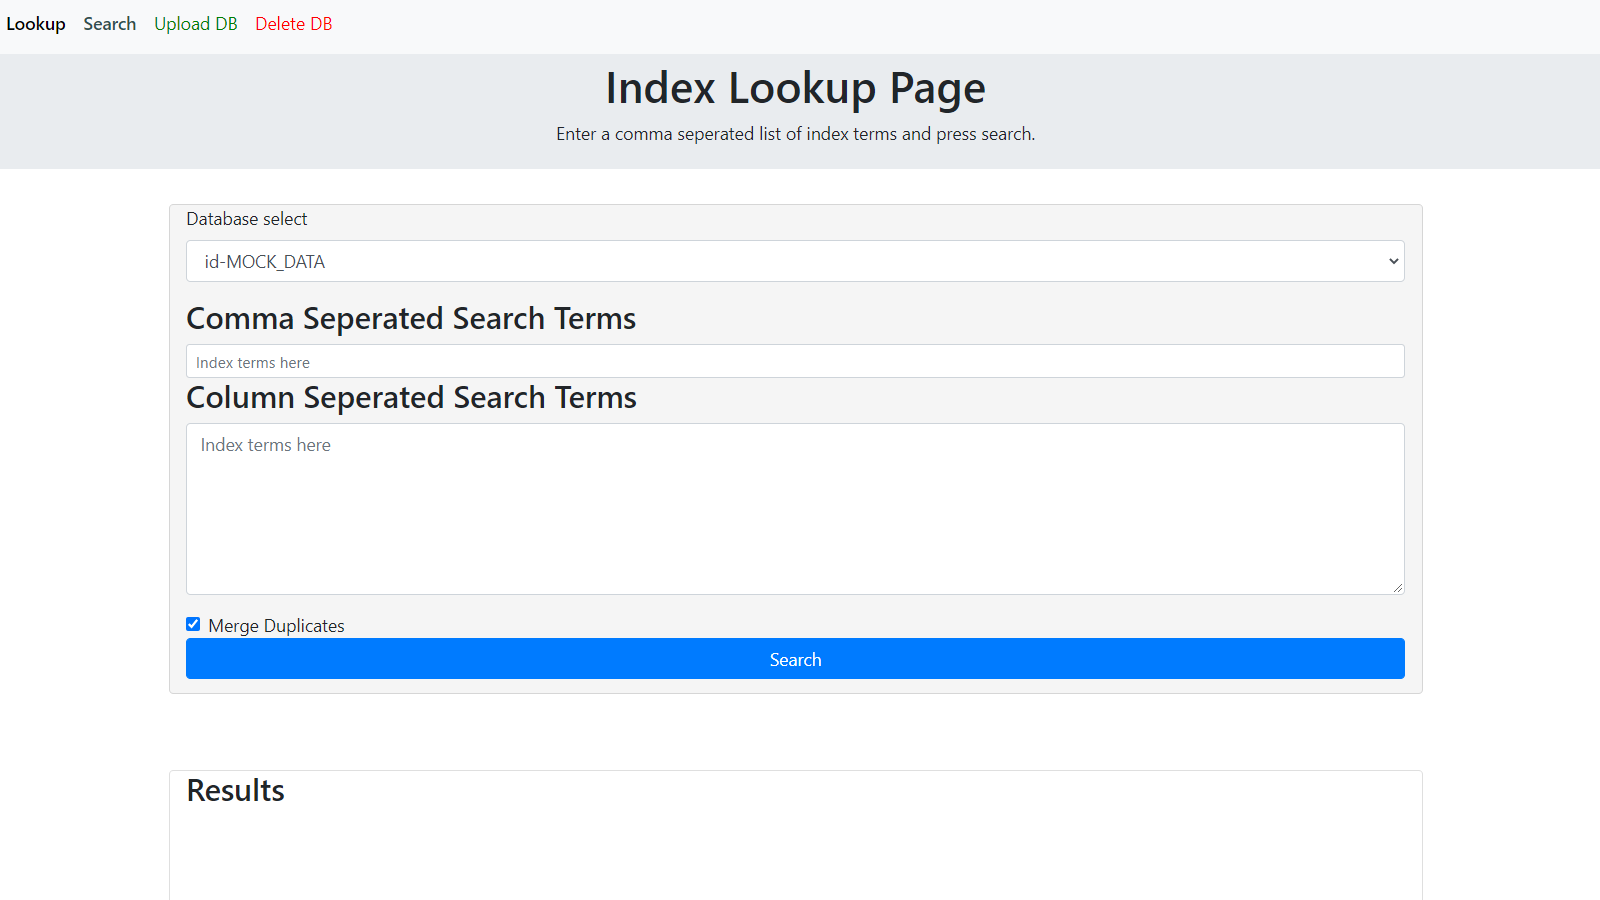 Lookup Search Upload DB Delete DB
Index Lookup Page
Enter a comma seperated list of index terms and press search.
Database select
id-MOCK_DATA
Comma Seperated Search Terms
Index terms here
Column Seperated Search Terms
Index terms here
Merge Duplicates
Search
Results